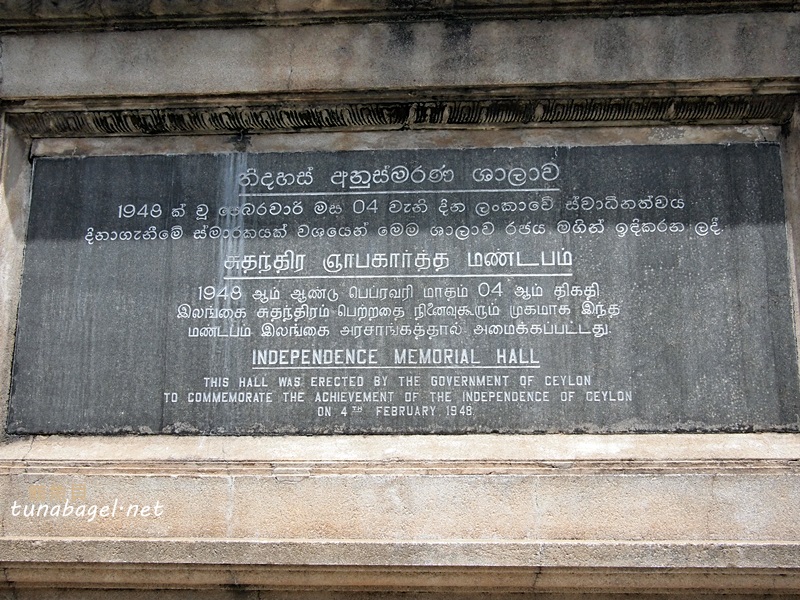 නිදහස් අනුස්මරණ ශාලාව
1948 ක් වූ පෙබරවාරි මස 04 වැනි දින ලංකාවේ ස්වාධිනත්වය
දිනාගැනීමේ ස්මාරකයක් වශයෙන් මෙම ශාලාව රජය මගින් ඉදිකරන ලදී.
சுதந்திர ஞாபகார்த்த மண்டபம்
1948 ஆம் ஆண்டு பெப்ரவரி மாதம் 04 ஆம் திகதி
இலங்கை சுதந்திரம் பெற்றதை நினைவுகூரும் முகமாக இந்த
மண்டபம் இலங்கை அரசாங்கத்தால் அமைக்கப்பட்டது.
INDEPENDENCE MEMORIAL HALL
THIS HALL WAS ERECTED BY THE GOVERNMENT OF CEYLON
TO COMMEMORATE THE ACHIEVEMENT OF THE INDEPENDENCE OF CEYLON
ON 4TH FEBRUARY 1948
tunabagel.net